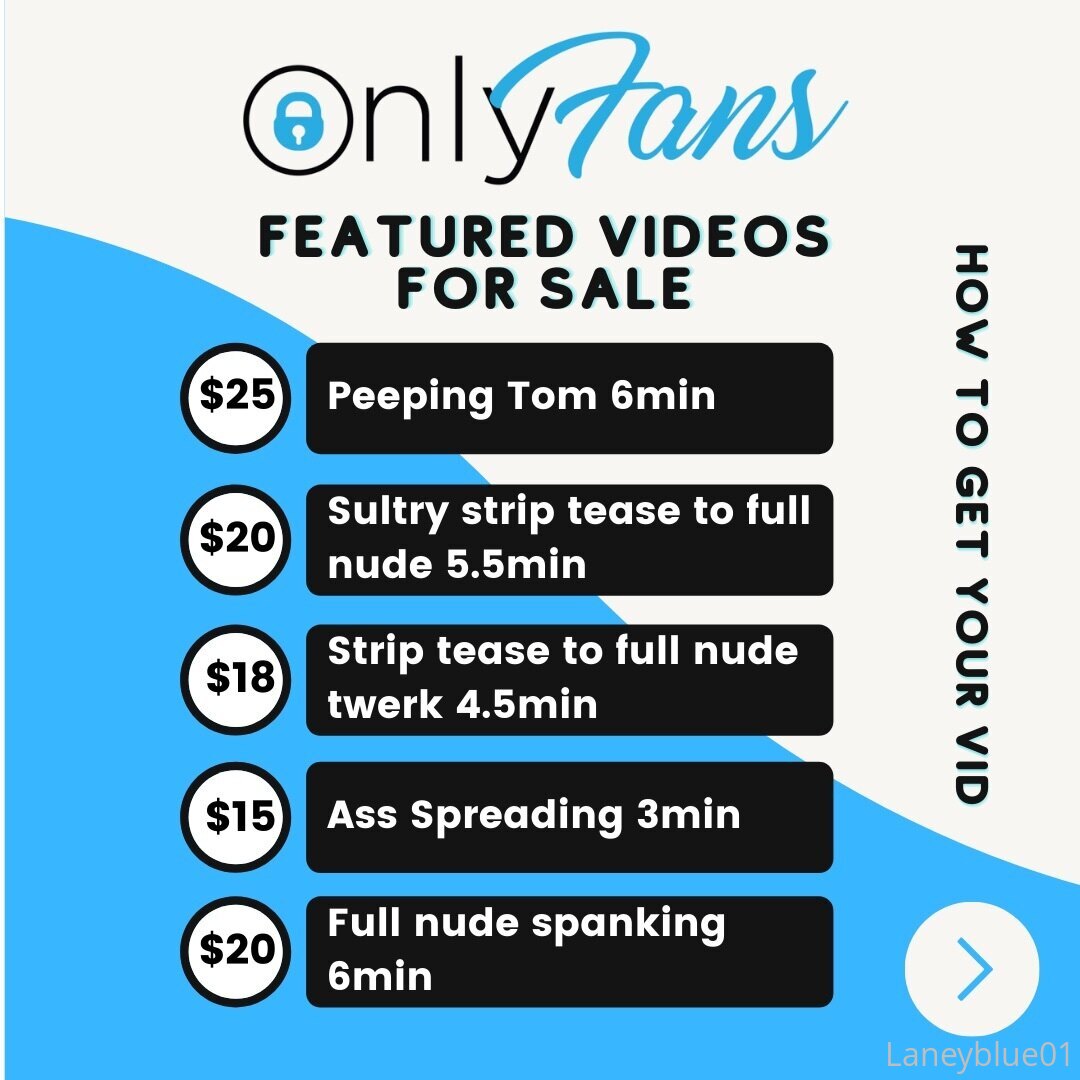 OnlyFans
FEATURED VIDEOS
FOR SALE
$25
Peeping Tom 6min
$20
Sultry strip tease to full
nude 5.5min
$18
Strip tease to full nude
twerk 4.5min
$15
Ass Spreading 3min
$20
Full nude spanking
6min
HOW TO GET YOUR VID
Laneyblue01